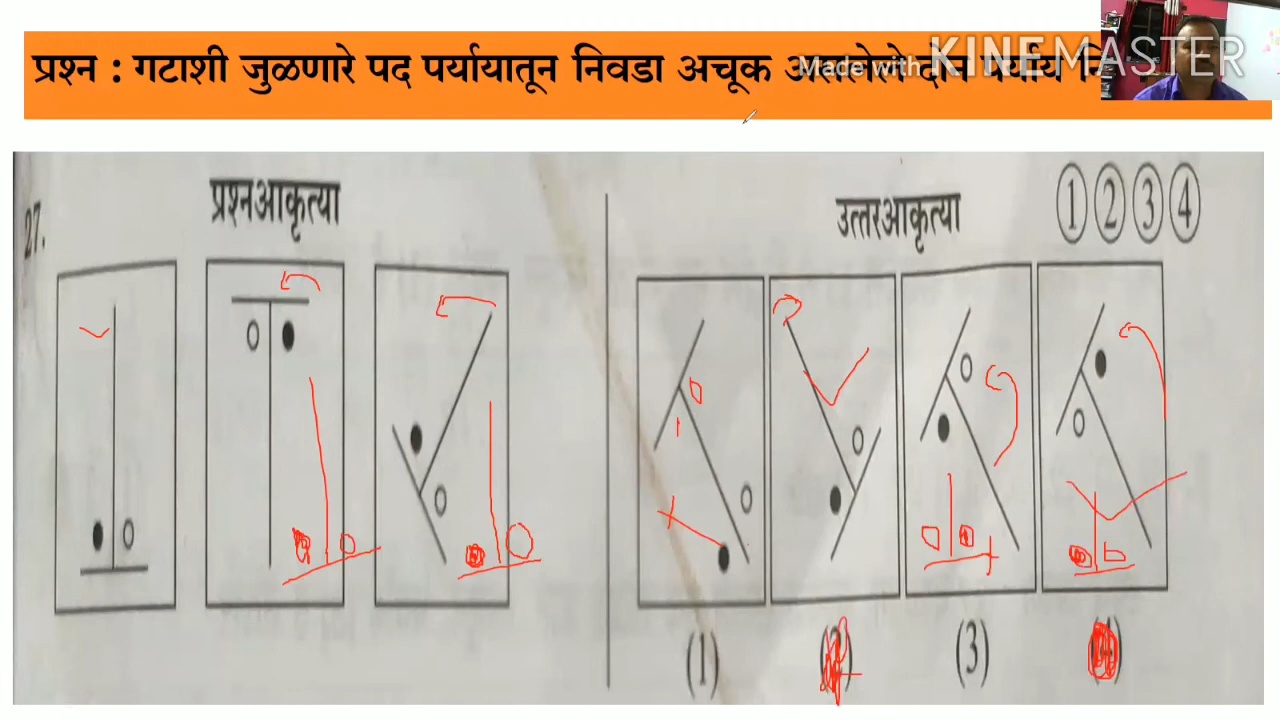 प्रश्न : गटाशी जुळणारे पद पर्यायातून निवडा अचूक
Made with KINEMASTER
27. प्रश्नआकृत्या उत्तरआकृत्या 1 2 3 4
(1) (3)